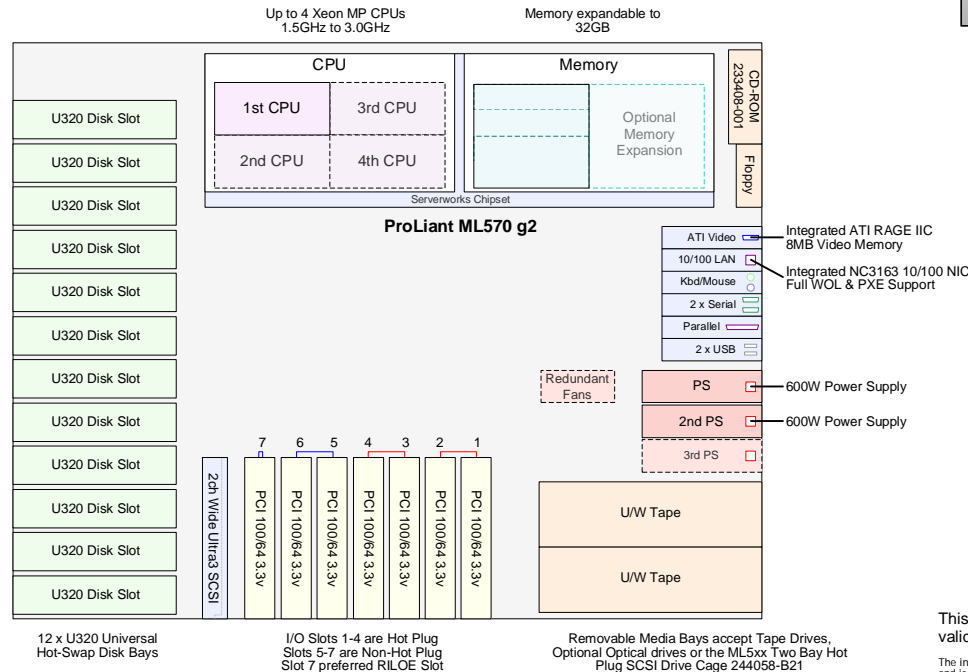 Up to 4 Xeon MP CPUs
1.5GHz to 3.0GHz
Memory expandable to
32GB
CPU
1st CPU
3rd CPU
2nd CPU
4th CPU
Memory
Optional
Memory
Expansion
CD-ROM
233408-001
Floppy
Serverworks Chipset
ProLiant ML570 g2
U320 Disk Slot
U320 Disk Slot
U320 Disk Slot
U320 Disk Slot
U320 Disk Slot
U320 Disk Slot
U320 Disk Slot
U320 Disk Slot
U320 Disk Slot
U320 Disk Slot
U320 Disk Slot
U320 Disk Slot
ATI Video
10/100 LAN
Kbd/Mouse
2 x Serial
Parallel
2 x USB
Integrated ATI RAGE IIC
8MB Video Memory
Integrated NC3163 10/100 NIC
Full WOL & PXE Support
Redundant
Fans
PS
2nd PS
3rd PS
600W Power Supply
600W Power Supply
7
6
5
4
3
2
1
2ch Wide Ultra3 SCSI
PCI 100/64 3.3v
PCI 100/64 3.3v
PCI 100/64 3.3v
PCI 100/64 3.3v
PCI 100/64 3.3v
PCI 100/64 3.3v
PCI 100/64 3.3v
U/W Tape
U/W Tape
12 x U320 Universal
Hot-Swap Disk Bays
I/O Slots 1-4 are Hot Plug
Slots 5-7 are Non-Hot Plug
Slot 7 preferred RILOE Slot
Removable Media Bays accept Tape Drives,
Optional Optical drives or the ML5xx Two Bay Hot
Plug SCSI Drive Cage 244058-B21
This
The in